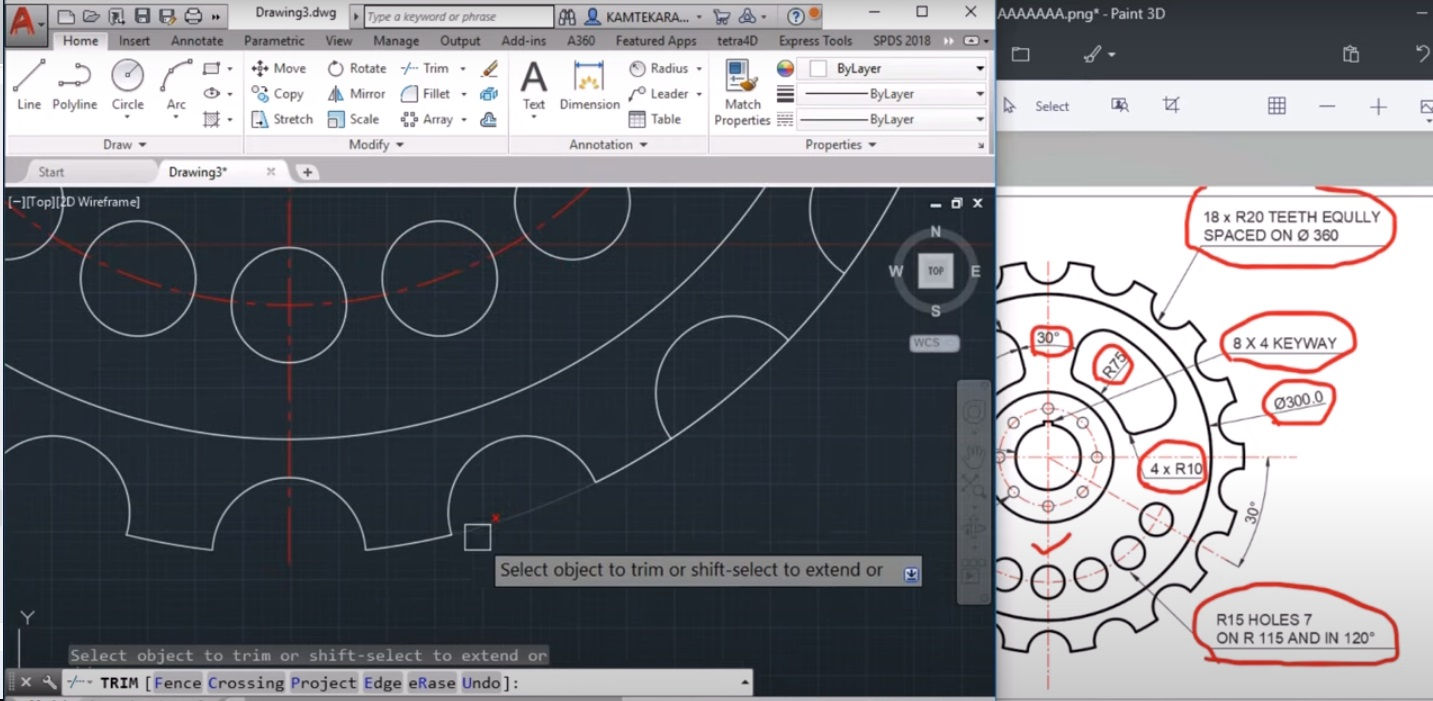 Drawing3.dwg
Type a keyword or phrase
KAMTEKARA...
AAAAAAA.png* - Paint 3D
Home Insert Annotate Parametric View Manage Output Add-ins A360 Featured Apps tetra4D Express Tools SPDS 2018
Line Polyline Circle Arc
Move Rotate Trim
Copy Mirror Fillet
Stretch Scale Array
Text Dimension
Radius
Leader
Table
Match
Properties
ByLayer
ByLayer
ByLayer
Select
Draw Modify Annotation Properties
Start Drawing3*
[−][Top][2D Wireframe]
N
W TOP E
S
WCS
18 x R20 TEETH EQULLY
SPACED ON Ø 360
30°
R75
8 X 4 KEYWAY
Ø300.0
4 x R10
30°
R15 HOLES 7
ON R 115 AND IN 120°
Select object to trim or shift-select to extend or
Y
Select object to trim or shift-select to extend or
TRIM [Fence Crossing Project Edge eRase Undo]: